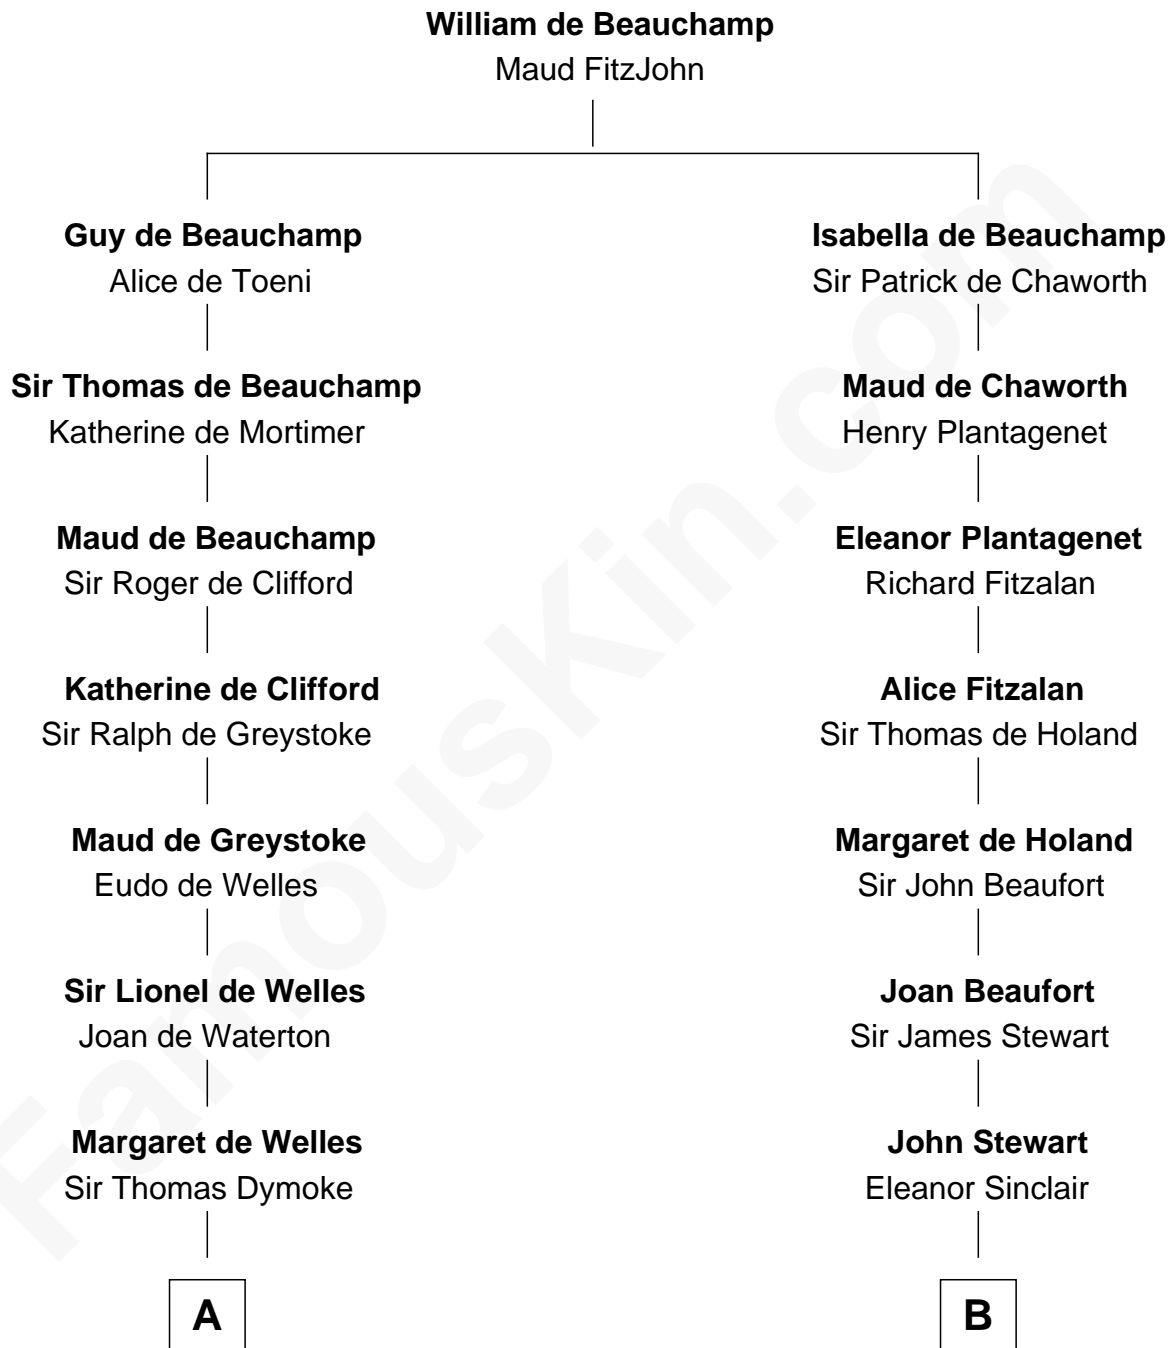 William de Beauchamp
Maud FitzJohn
Guy de Beauchamp
Alice de Toeni
Isabella de Beauchamp
Sir Patrick de Chaworth
Sir Thomas de Beauchamp
Katherine de Mortimer
Maud de Chaworth
Henry Plantagenet
Maud de Beauchamp
Sir Roger de Clifford
Eleanor Plantagenet
Richard Fitzalan
Katherine de Clifford
Sir Ralph de Greystoke
Alice Fitzalan
Sir Thomas de Holand
Maud de Greystoke
Eudo de Welles
Margaret de Holand
Sir John Beaufort
Sir Lionel de Welles
Joan de Waterton
Joan Beaufort
Sir James Stewart
Margaret de Welles
Sir Thomas Dymoke
John Stewart
Eleanor Sinclair
A
B
FamousKin.com